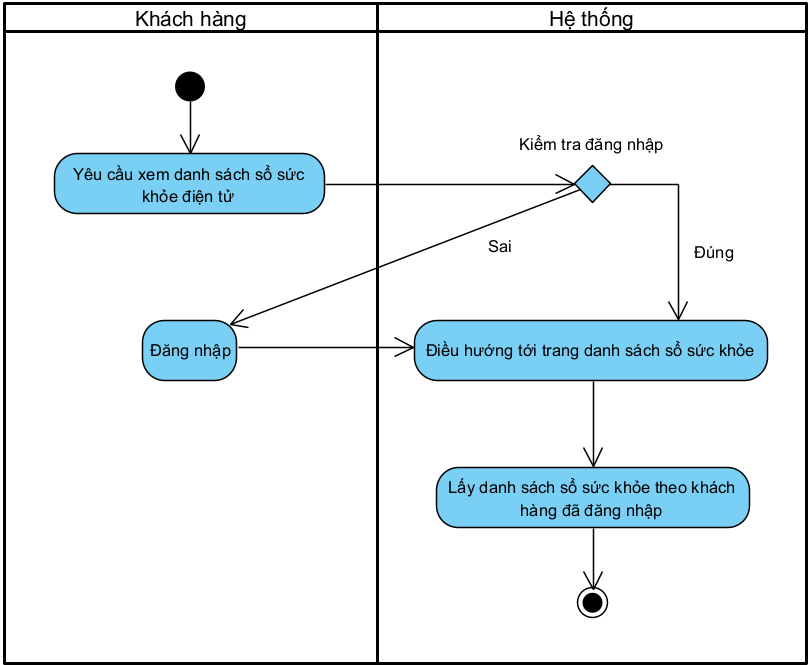 Khách hàng
Hệ thống
Kiểm tra đăng nhập
Yêu cầu xem danh sách sổ sức
khỏe điện tử
Sai
Đúng
Đăng nhập
Điều hướng tới trang danh sách sổ sức khỏe
Lấy danh sách sổ sức khỏe theo khách
hàng đã đăng nhập